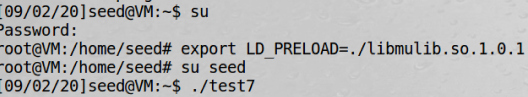 [09/02/20]seed@VM:~$ su
Password:
root@VM:/home/seed# export LD_PRELOAD=./libmulib.so.1.0.1
root@VM:/home/seed# su seed
[09/02/20]seed@VM:~$ ./test7